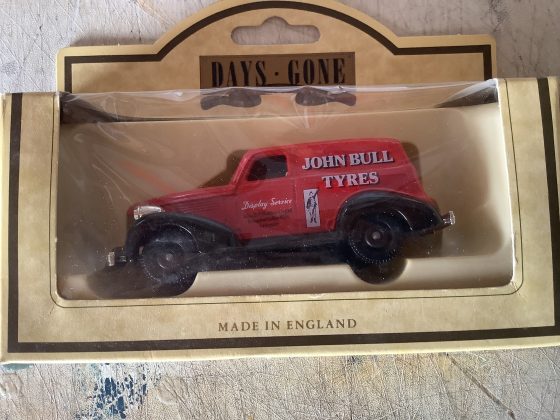 DAYS · GONE
JOHN BULL
TYRES
Display Service
MADE IN ENGLAND